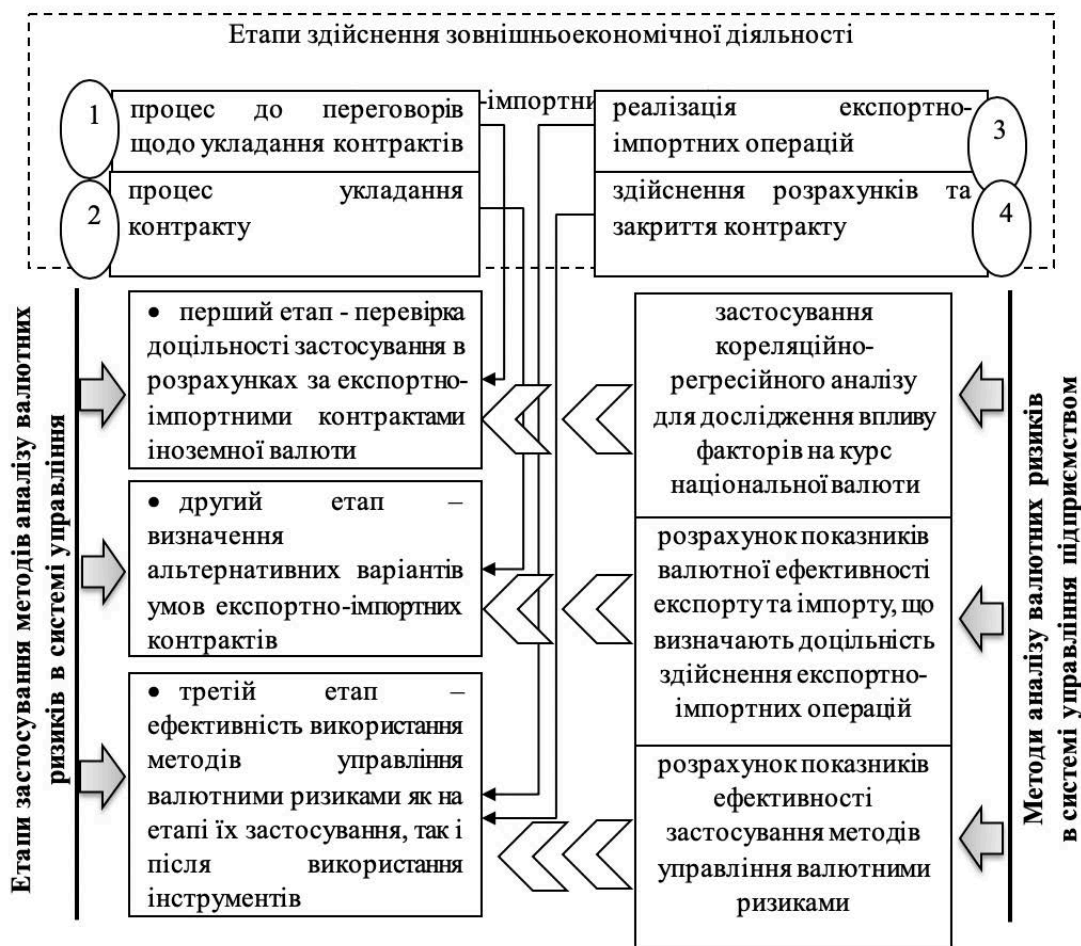 Етапи здійснення зовнішньоекономічної діяльності
-імпортни
1
процес до переговорів
щодо укладання контрактів
2
процес укладання
контракту
реалізація експортно-
імпортних операцій
3
здійснення розрахунків та
закриття контракту
4
Етапи застосування методів аналізу валютних
ризиків в системі управління
• перший етап - перевірка
доцільності застосування в
розрахунках за експортно-
імпортними контрактами
іноземної валюти
• другий етап –
визначення
альтернативних варіантів
умов експортно-імпортних
контрактів
• третій етап –
ефективність використання
методів управління
валютними ризиками як на
етапі їх застосування, так і
після використання
інструментів
застосування
кореляційно-
регресійного аналізу
для дослідження впливу
факторів на курс
національної валюти
розрахунок показників
валютної ефективності
експорту та імпорту, що
визначають доцільність
здійснення експортно-
імпортних операцій
розрахунок показників
ефективності
застосування методів
управління валютними
ризиками
Методи аналізу валютних ризиків
в системі управління підприємством